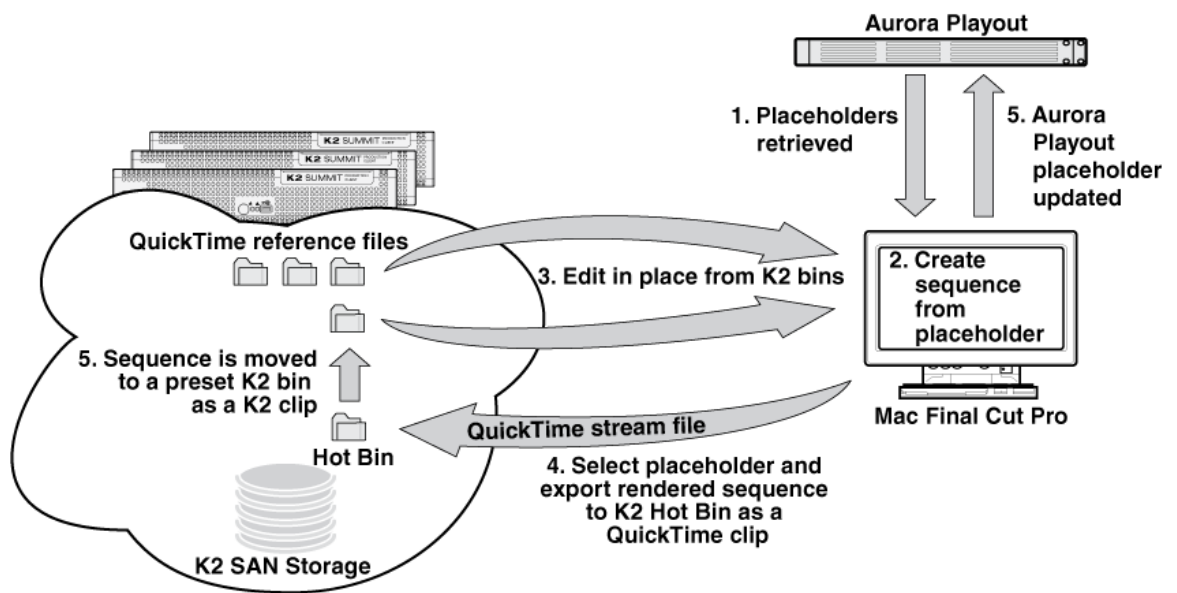 Aurora Playout
1. Placeholders
retrieved
5. Aurora
Playout
placeholder
updated
K2 SUMMIT
K2 SUMMIT
K2 SUMMIT
QuickTime reference files
3. Edit in place from K2 bins
2. Create
sequence
from
placeholder
5. Sequence is moved
to a preset K2 bin
as a K2 clip
Mac Final Cut Pro
QuickTime stream file
Hot Bin
4. Select placeholder and
export rendered sequence
to K2 Hot Bin as a
QuickTime clip
K2 SAN Storage